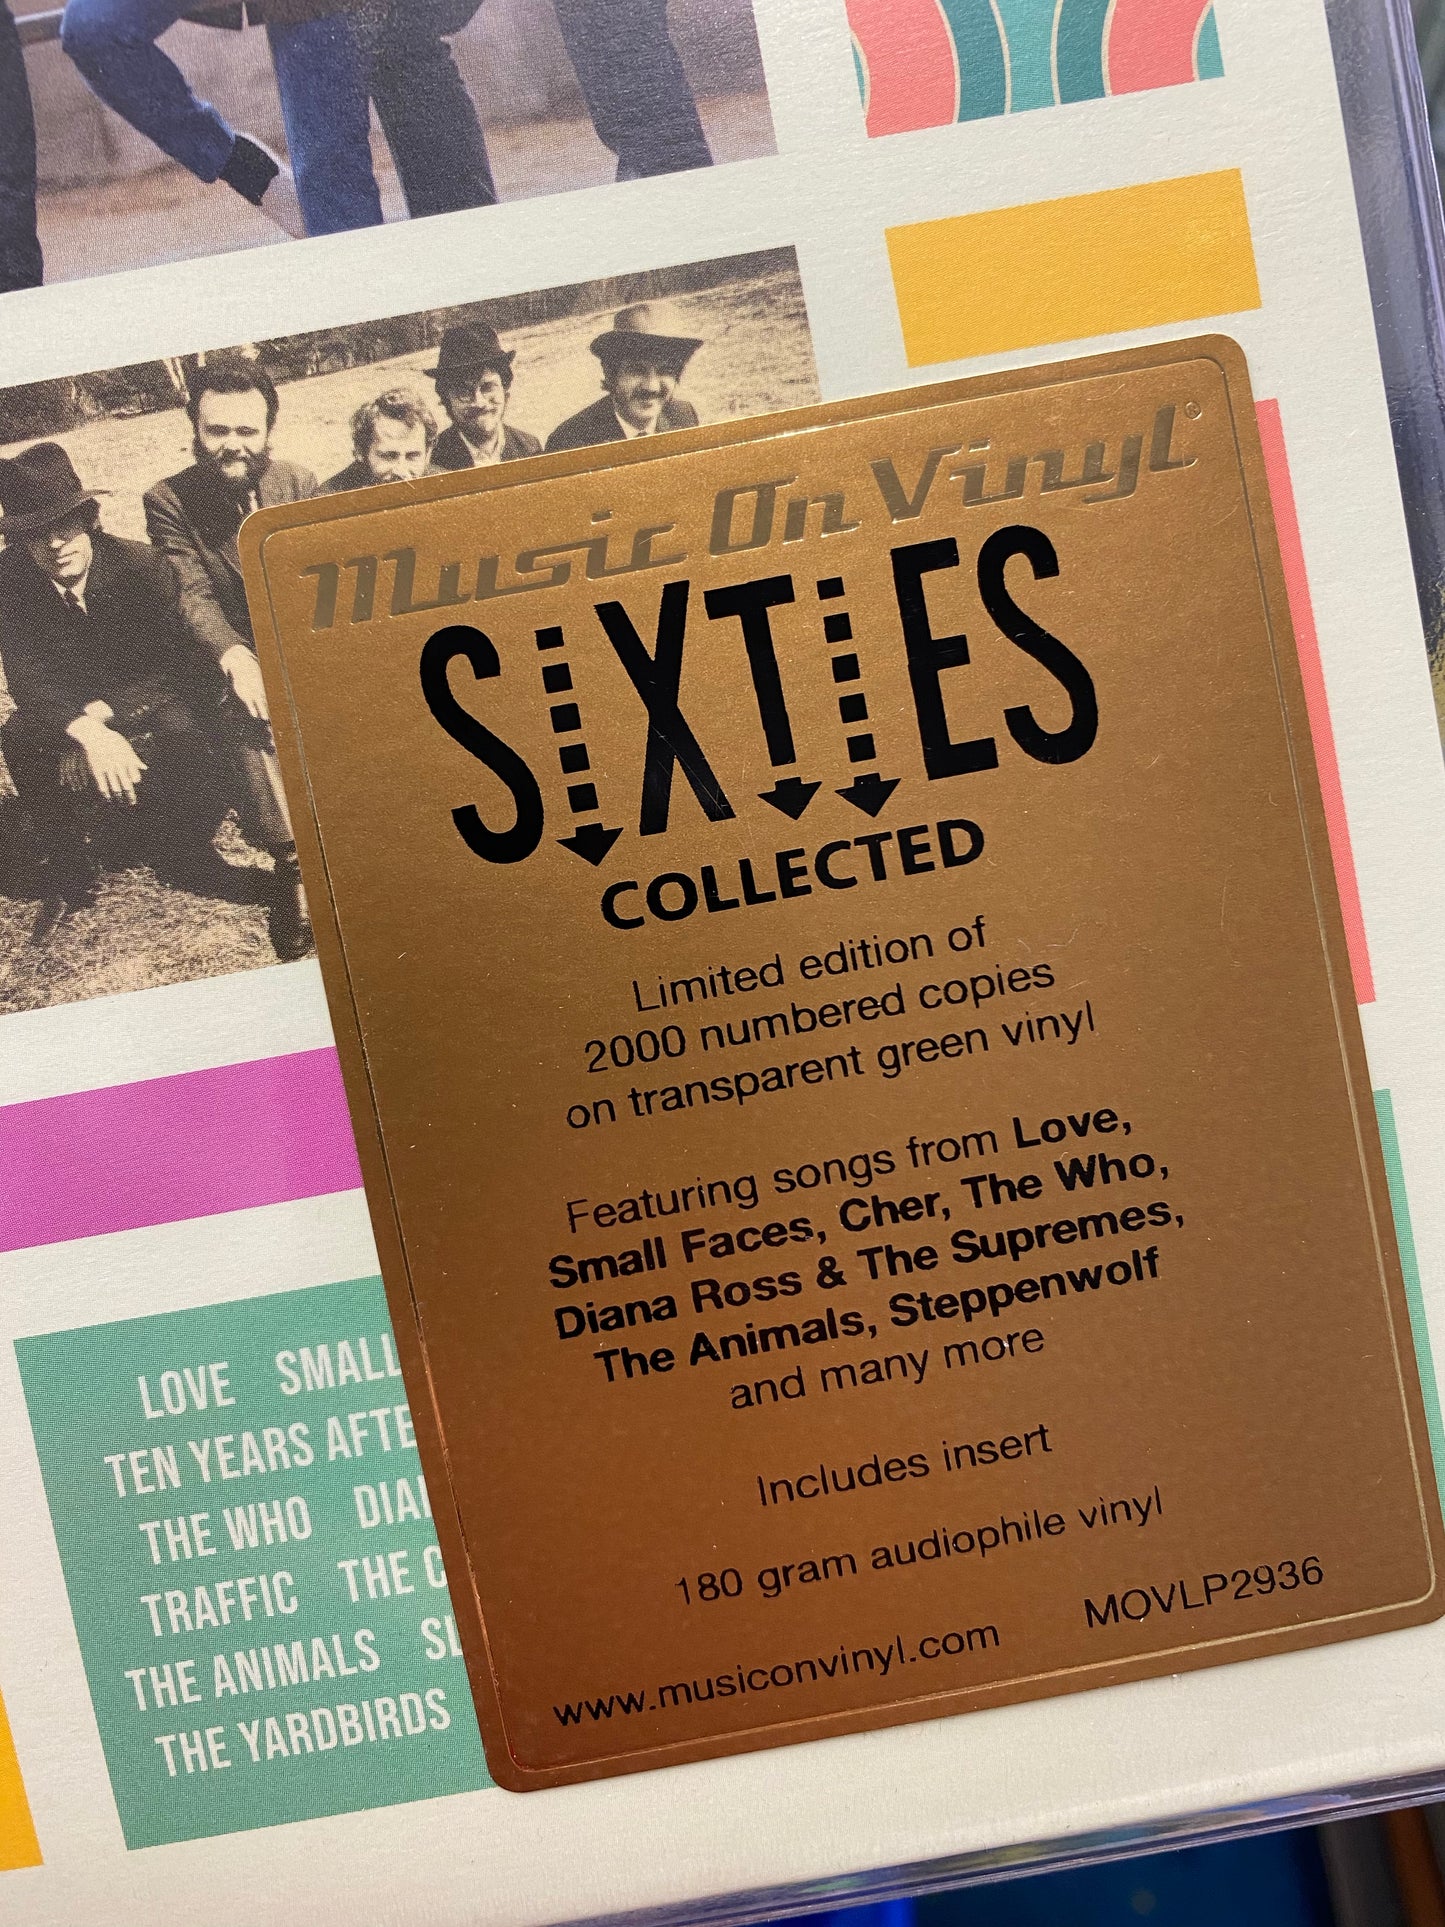 Music On Vinyl®
SIXTIES
COLLECTED
Limited edition of
2000 numbered copies
on transparent green vinyl
Featuring songs from Love,
Small Faces, Cher, The Who,
Diana Ross & The Supremes,
The Animals, Steppenwolf
and many more
Includes insert
180 gram audiophile vinyl
www.musiconvinyl.com MOVLP2936
LOVE SMALL
TEN YEARS AFTE
THE WHO DIA
TRAFFIC THE
THE ANIMALS SL
THE YARDBIRDS